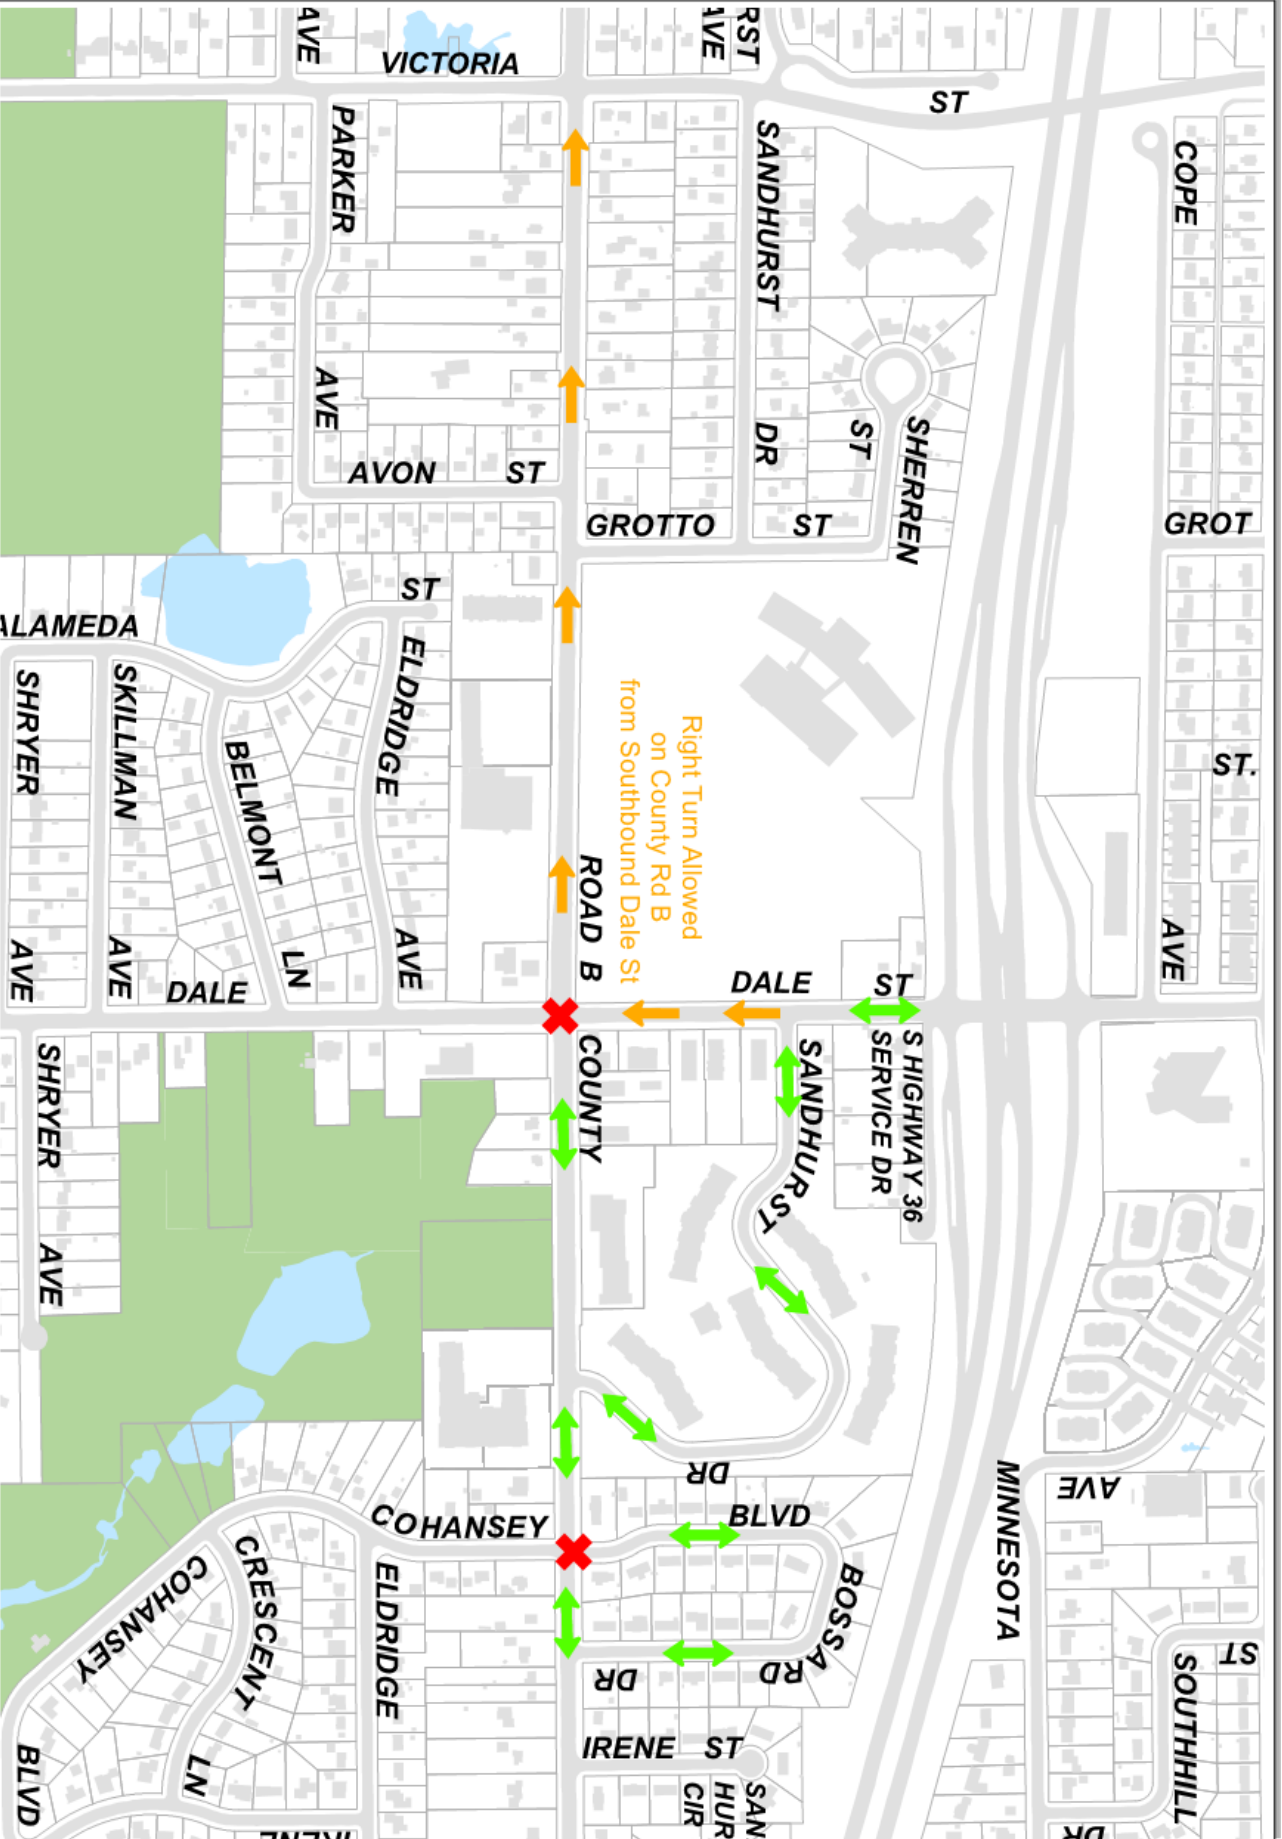 AVE
VICTORIA
AVE
RST
ST
PARKER
SANDHURST
COPE
AVE
DR
ST
SHERREN
AVON ST
GROTTO ST
GROT
ST
ALAMEDA
SHRYER
SKILLMAN
BELMONT
ELDRIDGE
ST.
Right Turn Allowed
on County Rd B
from Southbound Dale St
ROAD B
AVE
AVE
LN
AVE
AVE
DALE
DALE ST
SHRYER
COUNTY
SANDHURST
S HIGHWAY 36
SERVICE DR
AVE
DR
MINNESOTA
AVE
COHANSEY
BLVD
COHANSEY
CRESCENT
ELDRIDGE
BOSSARD
DR
ST
SOUTHHILL
IRENE ST
BLVD
LN
SAN
HUR
CIR
IRENE
DR